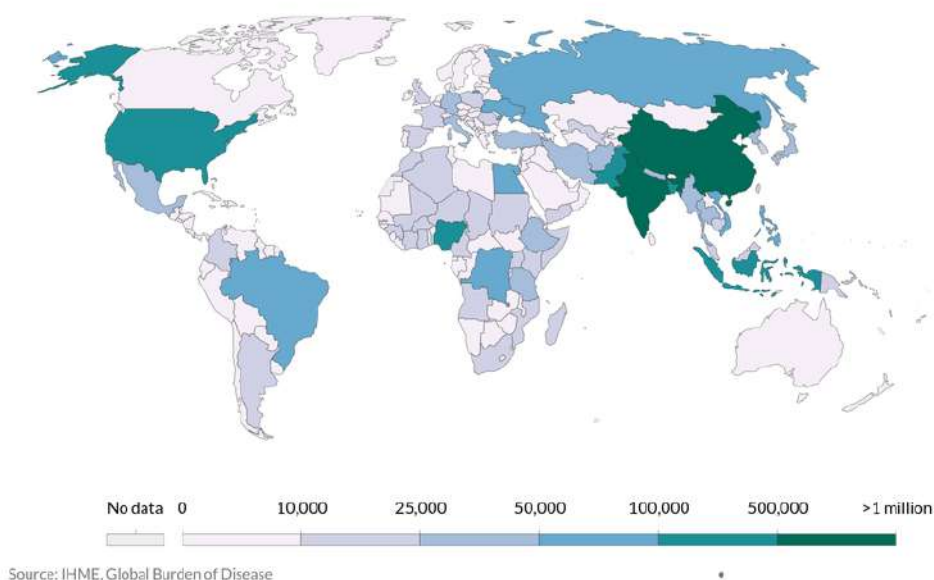 No data 0 10,000 25,000 50,000 100,000 500,000 >1 million
Source: IHME, Global Burden of Disease